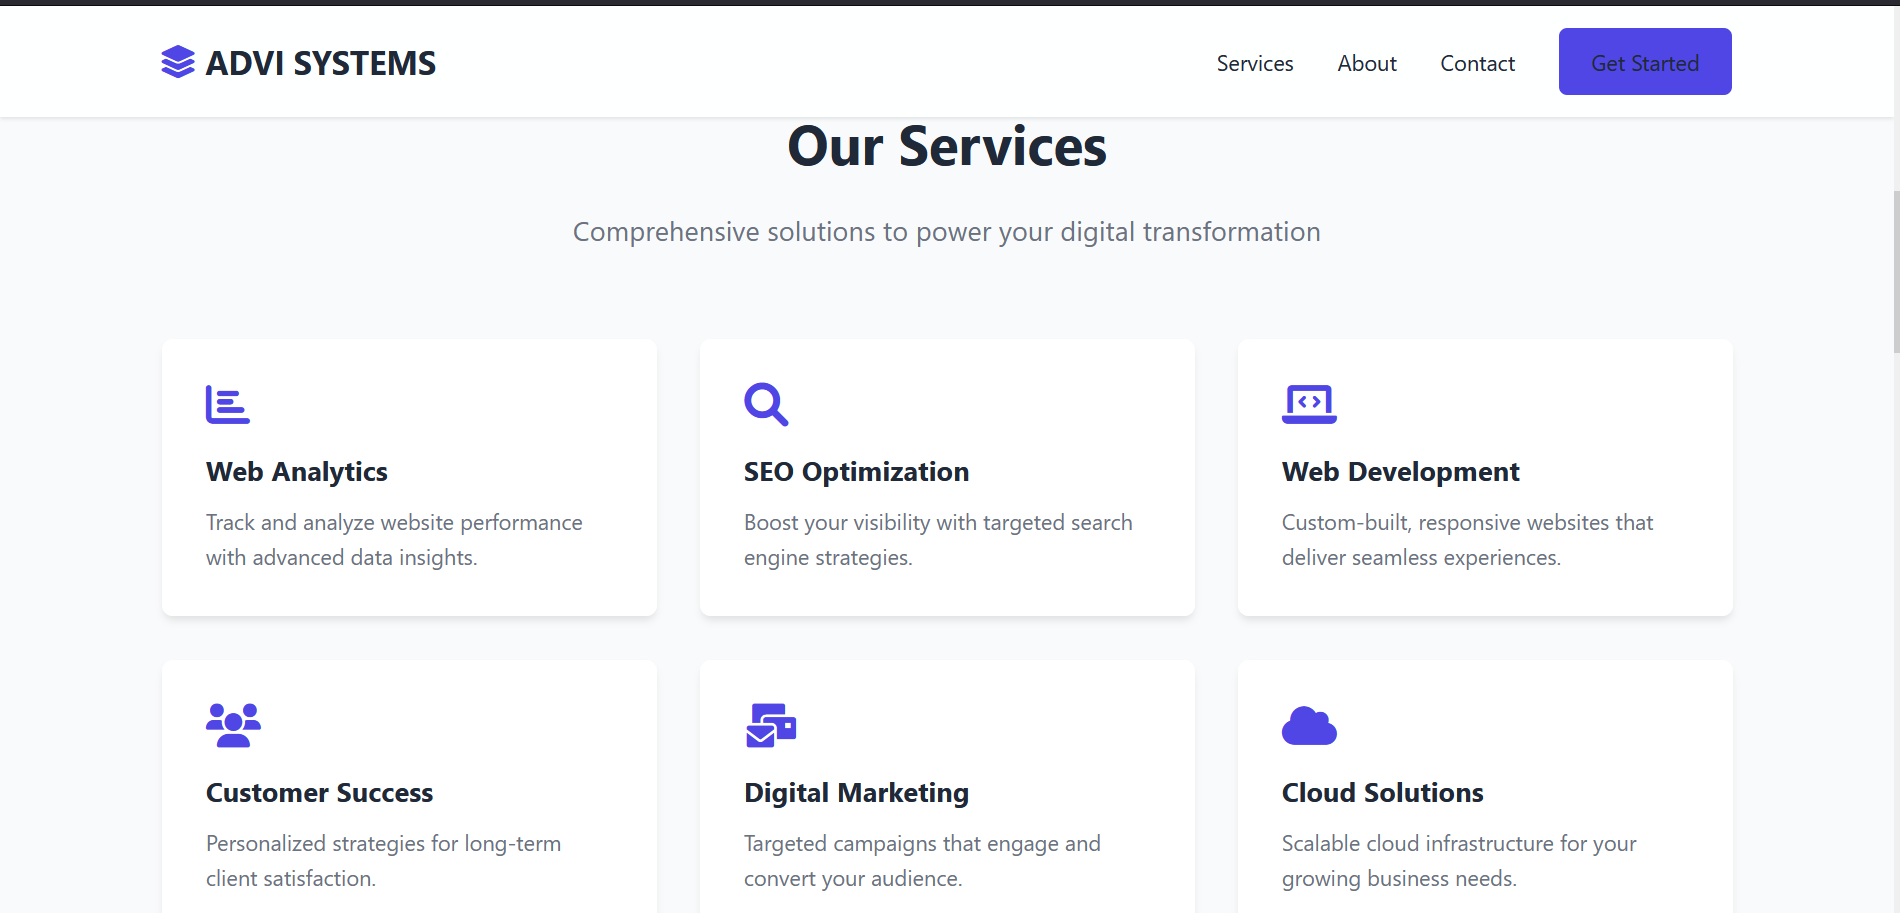 ADVI SYSTEMS
Services
About
Contact
Get Started
Our Services
Comprehensive solutions to power your digital transformation
Web Analytics
Track and analyze website performance
with advanced data insights.
SEO Optimization
Boost your visibility with targeted search
engine strategies.
Web Development
Custom-built, responsive websites that
deliver seamless experiences.
Customer Success
Personalized strategies for long-term
client satisfaction.
Digital Marketing
Targeted campaigns that engage and
convert your audience.
Cloud Solutions
Scalable cloud infrastructure for your
growing business needs.